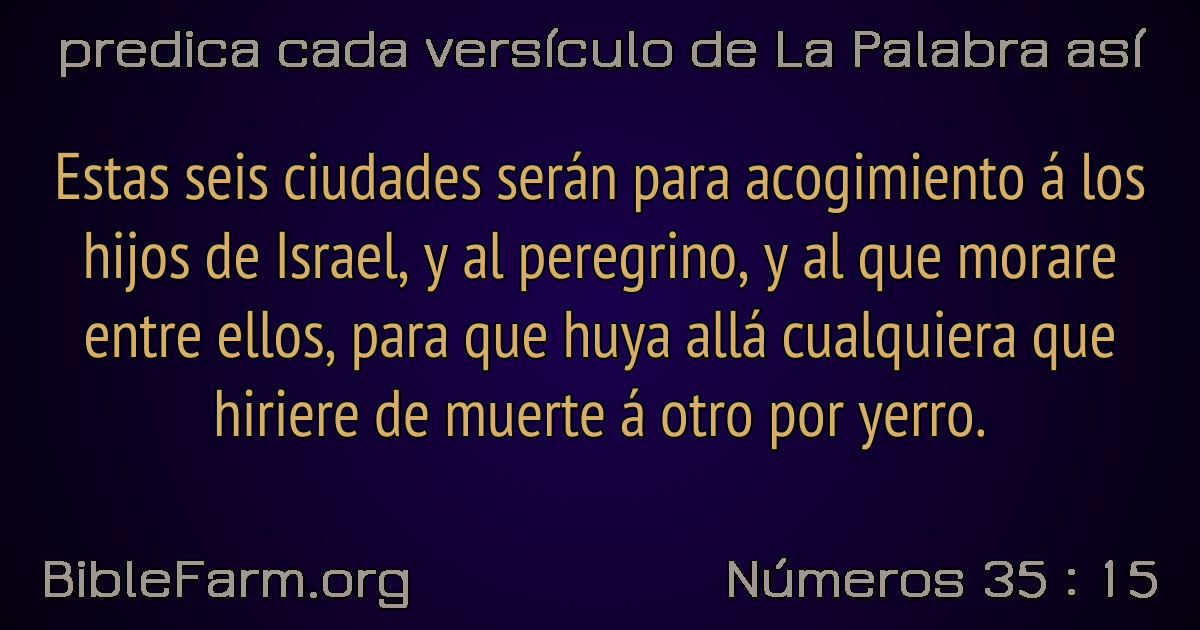 predica cada versículo de La Palabra así
Estas seis ciudades serán para acogimiento á los
hijos de Israel, y al peregrino, y al que morare
entre ellos, para que huya allá cualquiera que
hiriere de muerte á otro por yerro.
BibleFarm.org
Números 35 : 15